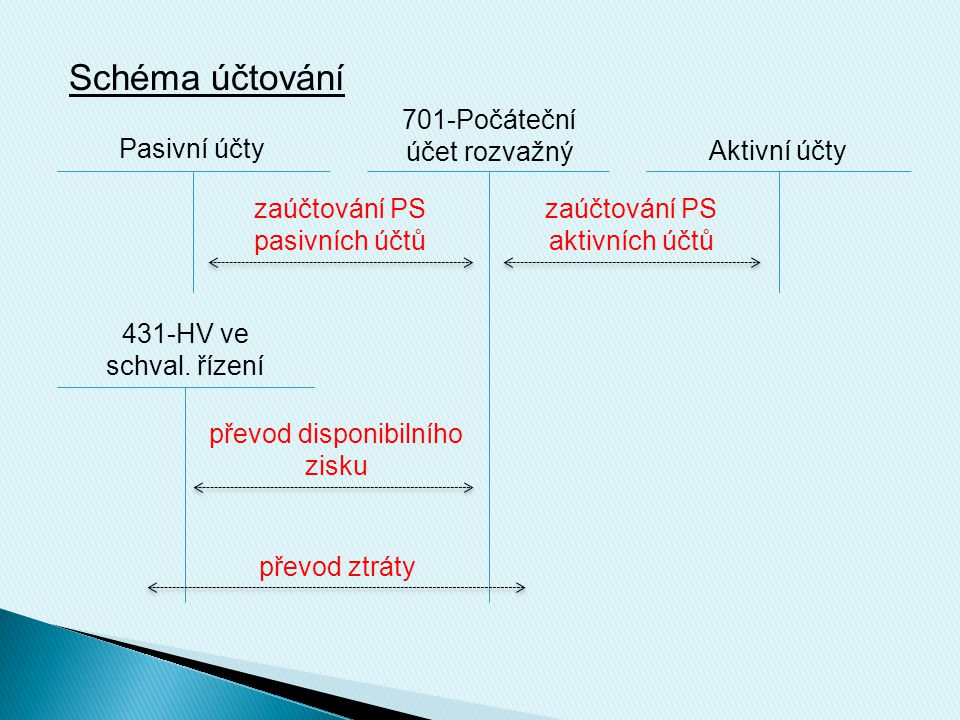 Schéma účtování
701-Počáteční
účet rozvažný
Pasivní účty
Aktivní účty
zaúčtování PS
pasivních účtů
zaúčtování PS
aktivních účtů
431-HV ve
schval. řízení
převod disponibilního
zisku
převod ztráty